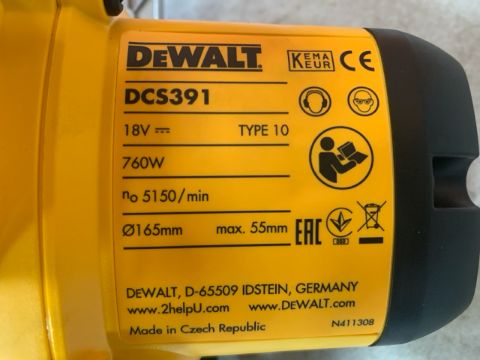 DEWALT
KEMA
KEUR
CE
DCS391
18V ⎓ TYPE 10
760W
no 5150/min
Ø165mm max. 55mm
EAC
DEWALT, D-65509 IDSTEIN, GERMANY
www.2helpU.com www.DEWALT.com
Made in Czech Republic N411308